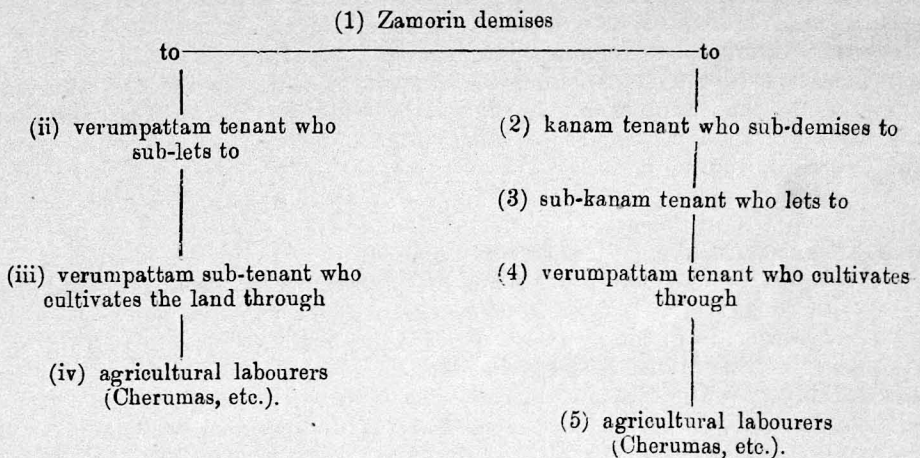 (1) Zamorin demises
to to
(ii) verumpattam tenant who
sub-lets to
(2) kanam tenant who sub-demises to
(3) sub-kanam tenant who lets to
(iii) verumpattam sub-tenant who
cultivates the land through
(4) verumpattam tenant who cultivates
through
(iv) agricultural labourers
(Cherumas, etc.).
(5) agricultural labourers
(Cherumas, etc.).